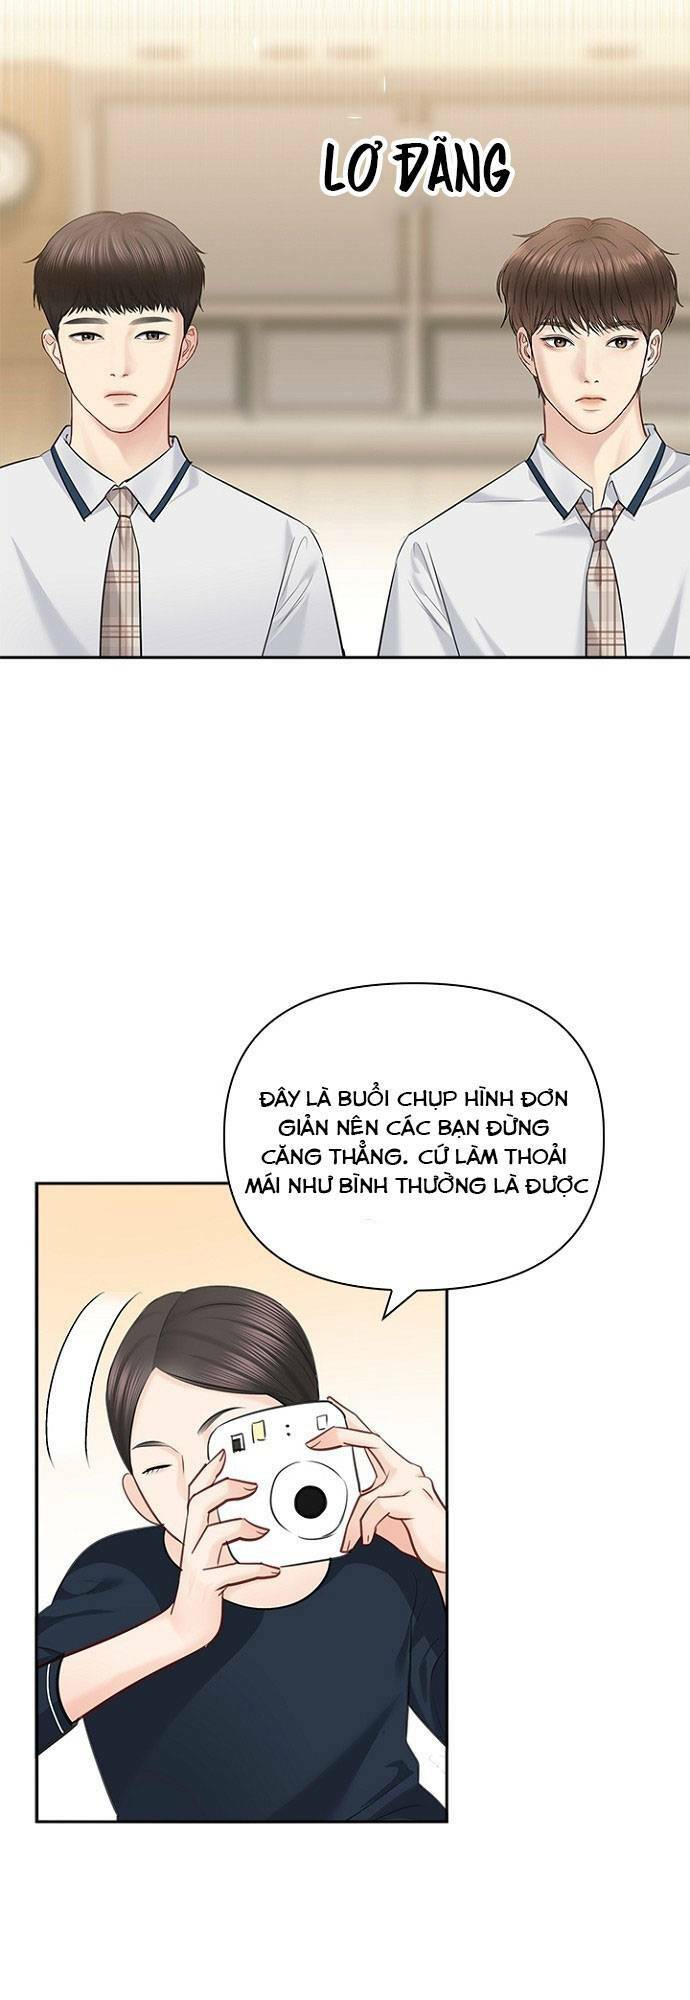 LƠ ĐÃNG
ĐÂY LÀ BUỔI CHỤP HÌNH ĐƠN
GIẢN NÊN CÁC BẠN ĐỪNG
CĂNG THẲNG. CỨ LÀM THOẢI
MÁI NHƯ BÌNH THƯỜNG LÀ ĐƯỢC